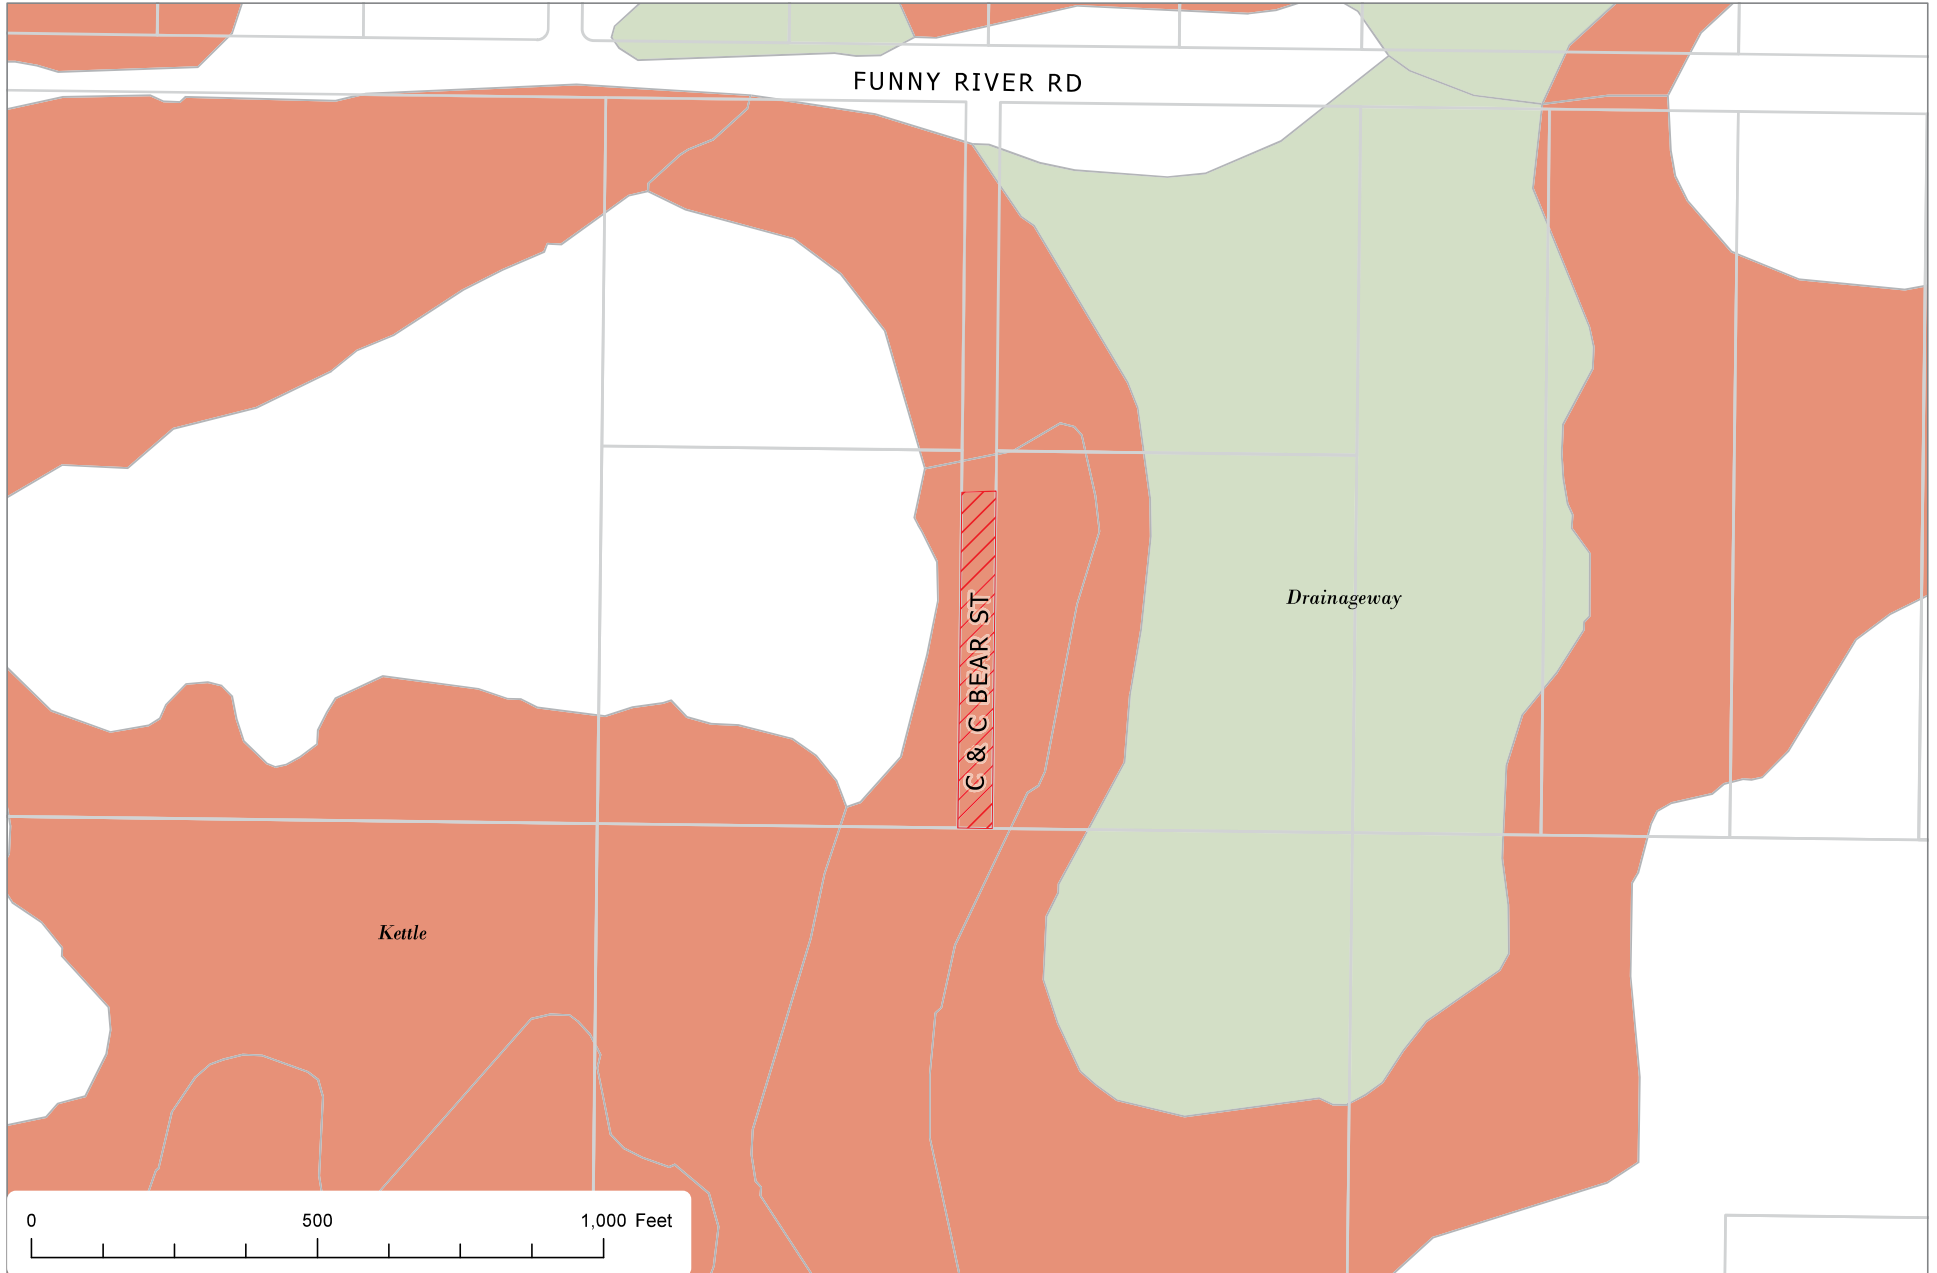 FUNNY RIVER RD
Drainageway
C & C BEAR ST
Kettle
0 500 1,000 Feet